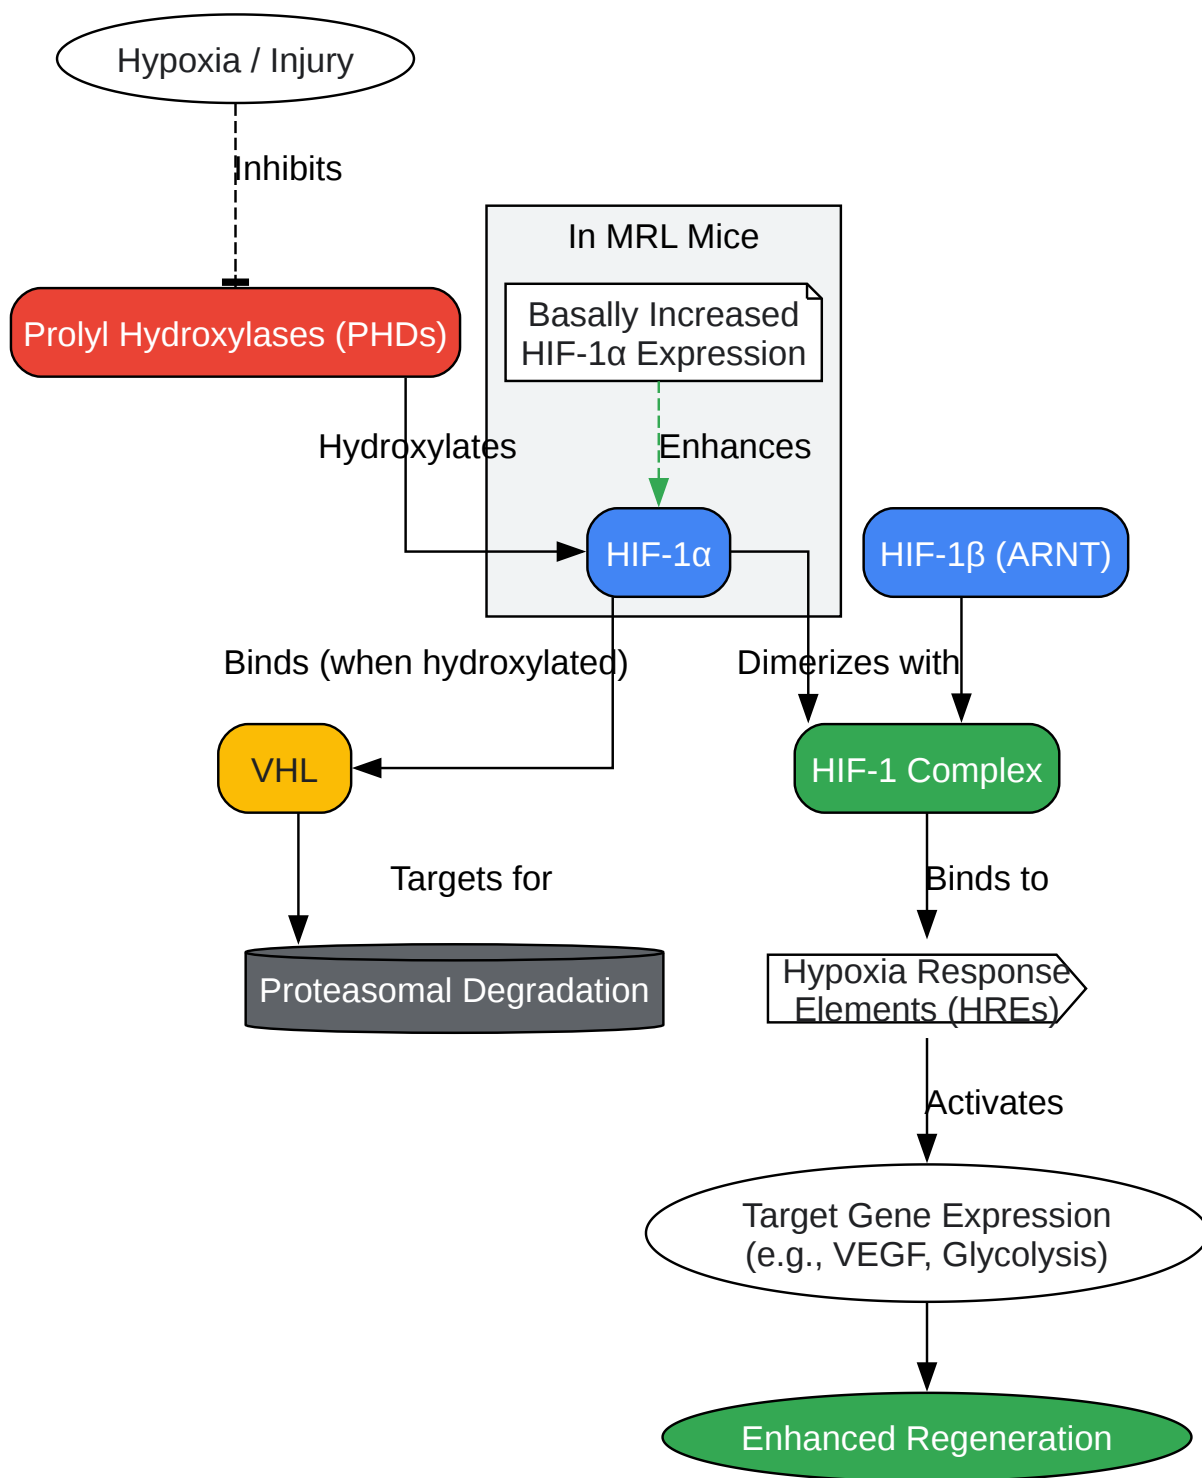 Hypoxia / Injury
Inhibits
In MRL Mice
Prolyl Hydroxylases (PHDs)
Basally Increased
HIF-1α Expression
Hydroxylates
Enhances
HIF-1α
HIF-1β (ARNT)
Binds (when hydroxylated)
Dimerizes with
VHL
HIF-1 Complex
Targets for
Binds to
Proteasomal Degradation
Hypoxia Response
Elements (HREs)
Activates
Target Gene Expression
(e.g., VEGF, Glycolysis)
Enhanced Regeneration